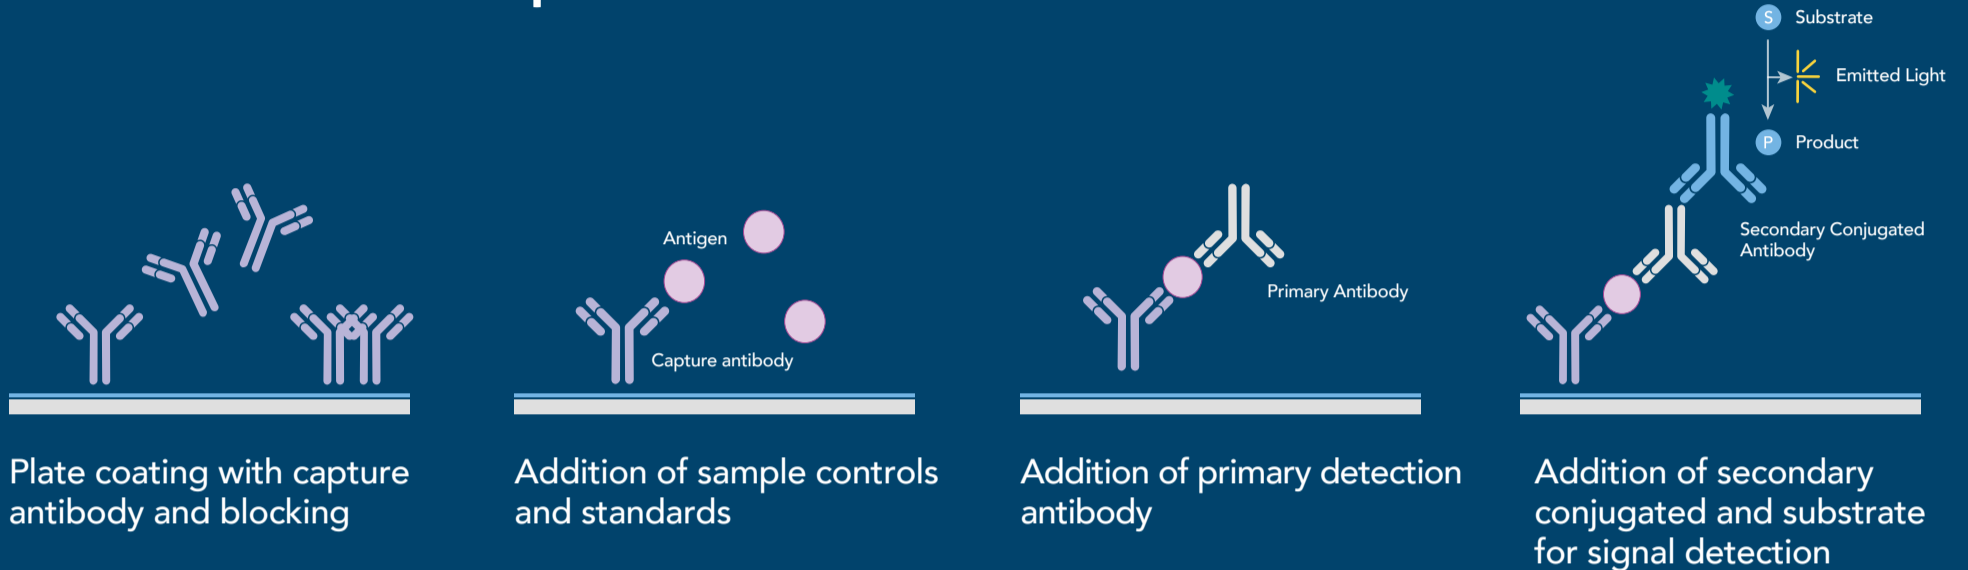 S Substrate
Emitted Light
P Product
Secondary Conjugated
Antibody
Antigen
Capture antibody
Primary Antibody
Plate coating with capture
antibody and blocking
Addition of sample controls
and standards
Addition of primary detection
antibody
Addition of secondary
conjugated and substrate
for signal detection